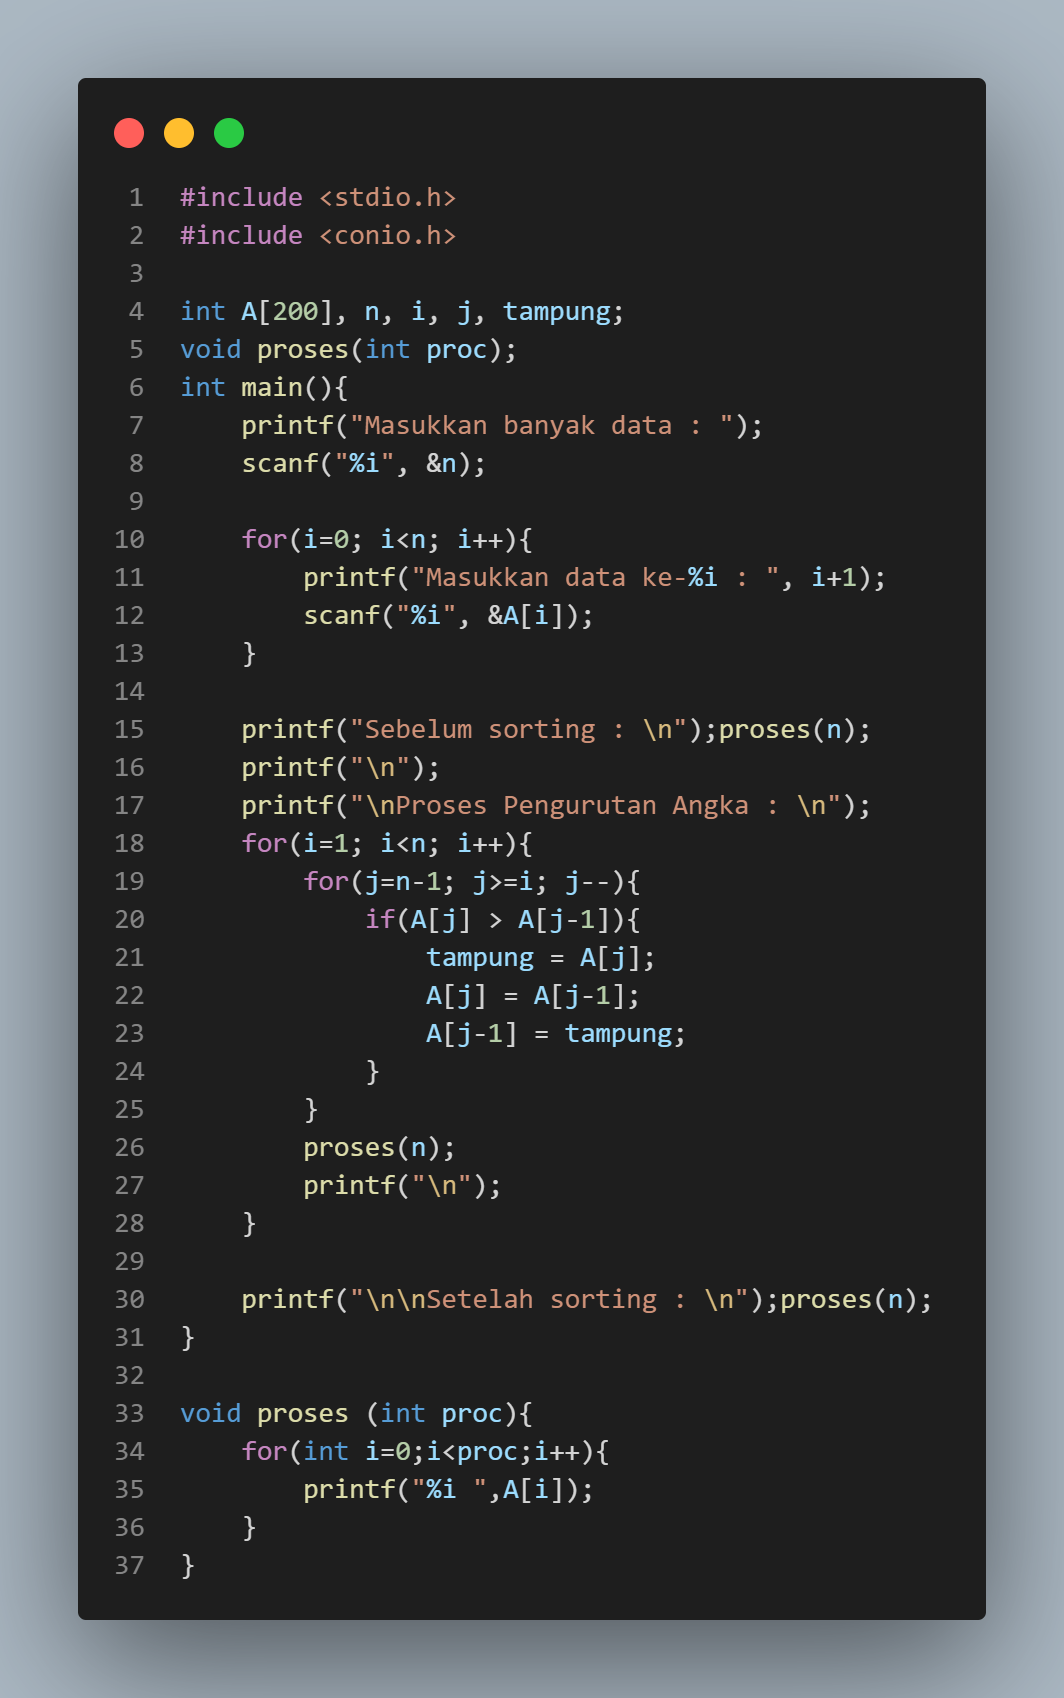 1 #include <stdio.h>
2 #include <conio.h>
3
4 int A[200], n, i, j, tampung;
5 void proses(int proc);
6 int main(){
7     printf("Masukkan banyak data : ");
8     scanf("%i", &n);
9
10     for(i=0; i<n; i++){
11         printf("Masukkan data ke-%i : ", i+1);
12         scanf("%i", &A[i]);
13     }
14
15     printf("Sebelum sorting : \n");proses(n);
16     printf("\n");
17     printf("\nProses Pengurutan Angka : \n");
18     for(i=1; i<n; i++){
19         for(j=n-1; j>=i; j--){
20             if(A[j] > A[j-1]){
21                 tampung = A[j];
22                 A[j] = A[j-1];
23                 A[j-1] = tampung;
24             }
25         }
26         proses(n);
27         printf("\n");
28     }
29
30     printf("\n\nSetelah sorting : \n");proses(n);
31 }
32
33 void proses (int proc){
34     for(int i=0;i<proc;i++){
35         printf("%i ",A[i]);
36     }
37 }